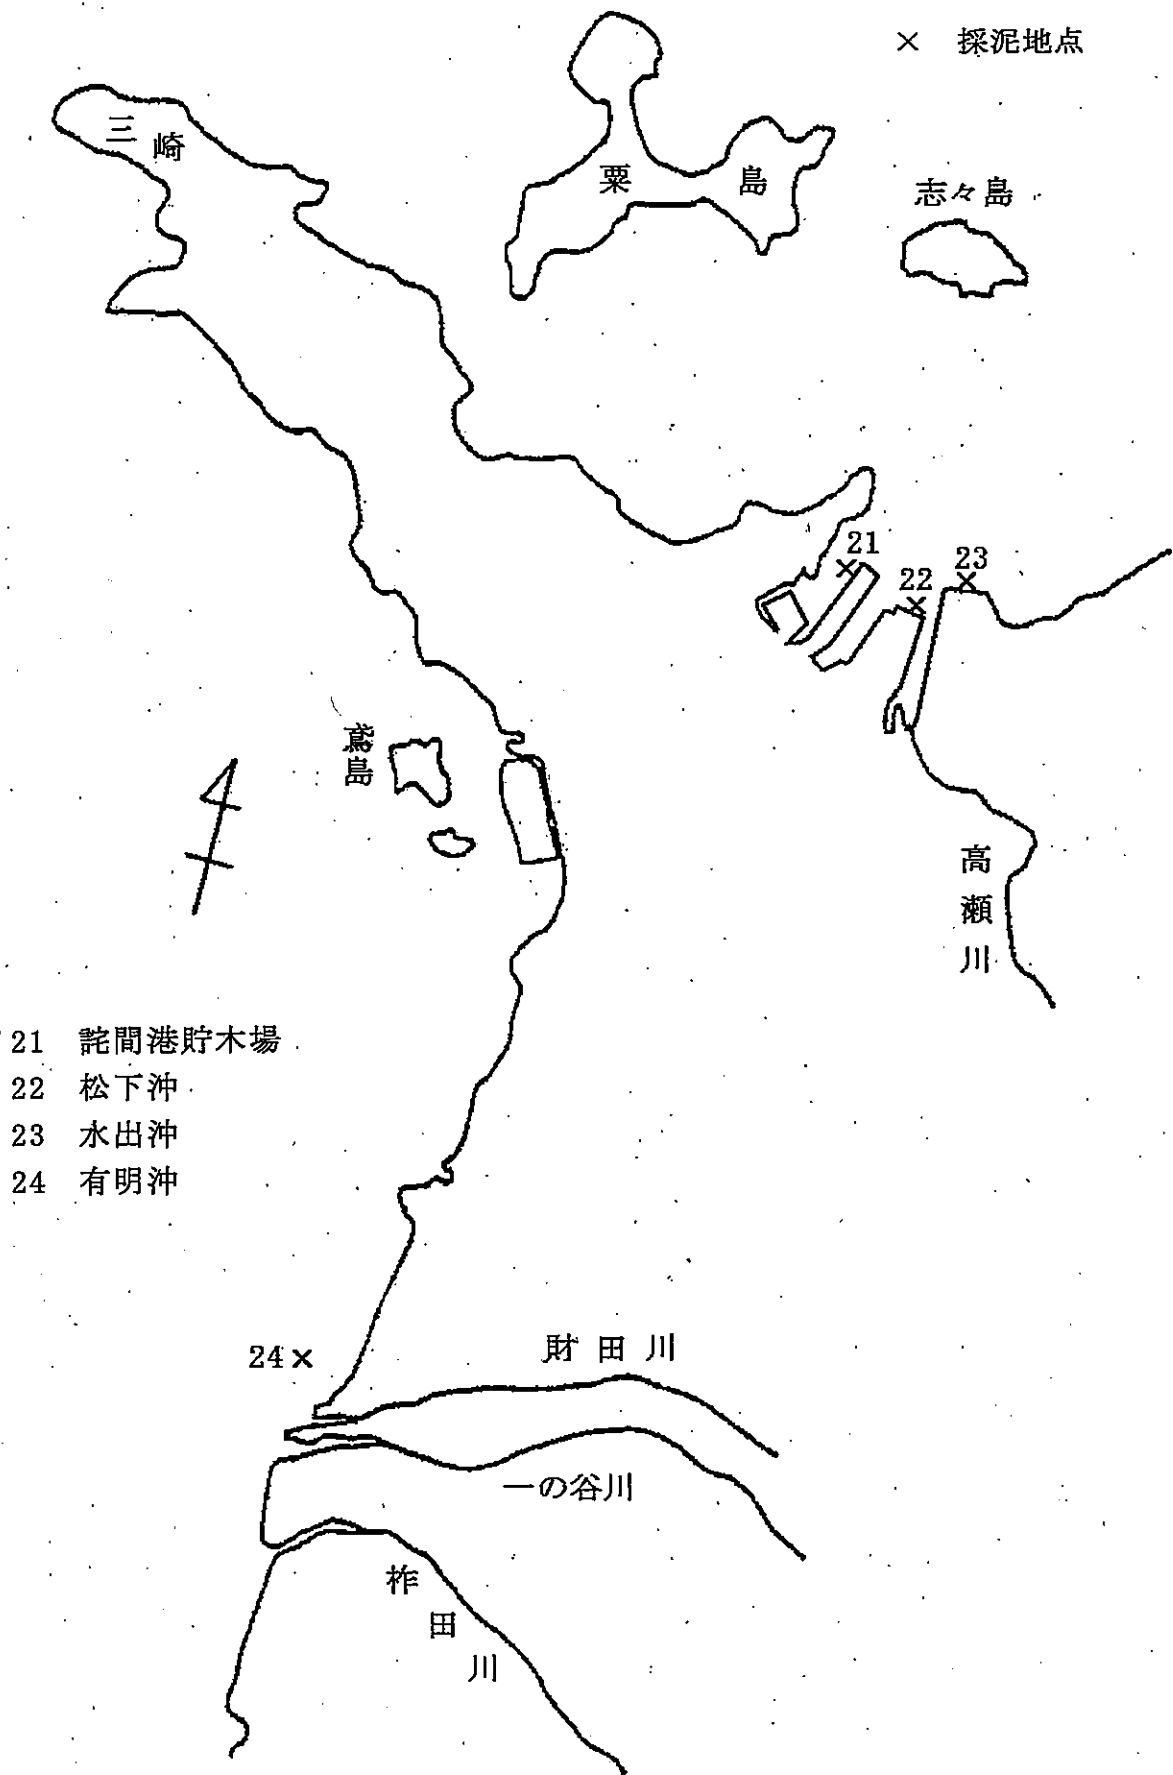 × 採泥地点
三崎
粟島
志々島
21
22
23
鳶島
高瀬川
21 詫間港貯木場
22 松下沖
23 水出沖
24 有明沖
24
財田川
一の谷川
柞田川